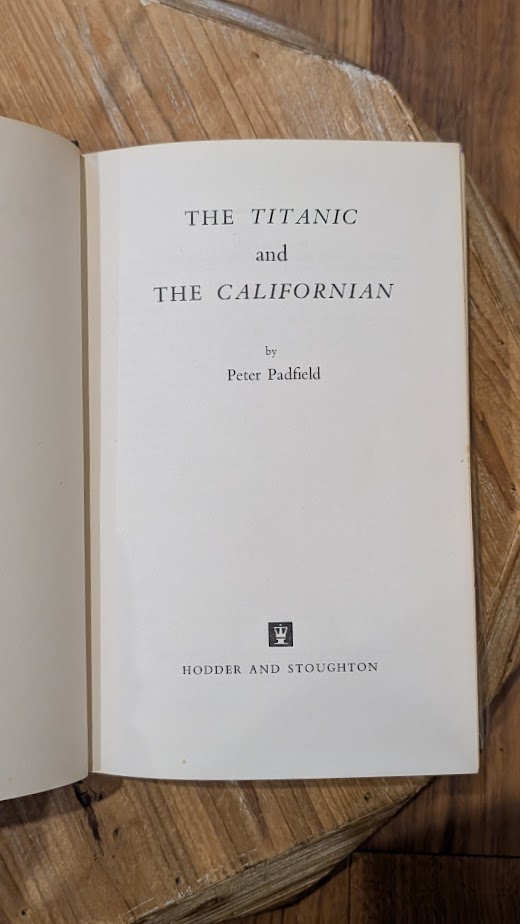 THE TITANIC
and
THE CALIFORNIAN
by
Peter Padfield
HODDER AND STOUGHTON